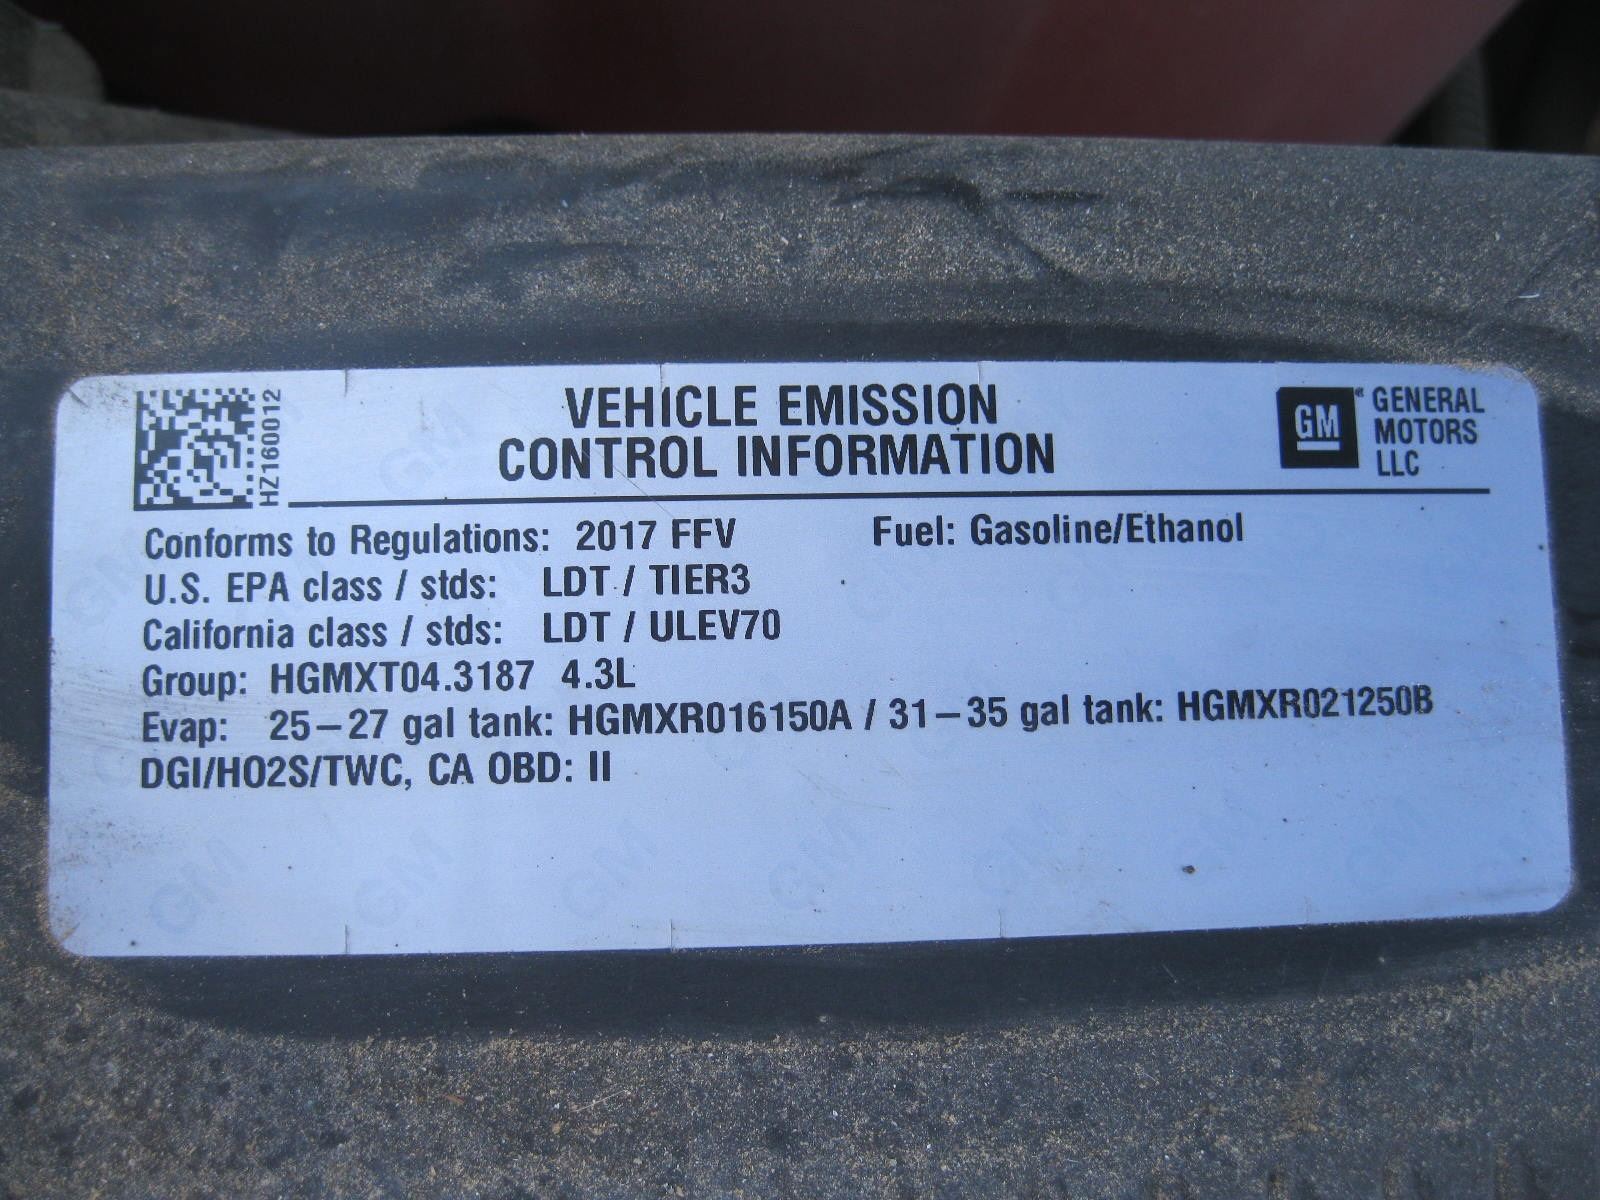 HZ160012
VEHICLE EMISSION
CONTROL INFORMATION
GM
GENERAL
MOTORS
LLC
Conforms to Regulations: 2017 FFV Fuel: Gasoline/Ethanol
U.S. EPA class / stds: LDT / TIER3
California class / stds: LDT / ULEV70
Group: HGMXT04.3187 4.3L
Evap: 25-27 gal tank: HGMXR016150A / 31-35 gal tank: HGMXR021250B
DGI/HO2S/TWC, CA OBD: II